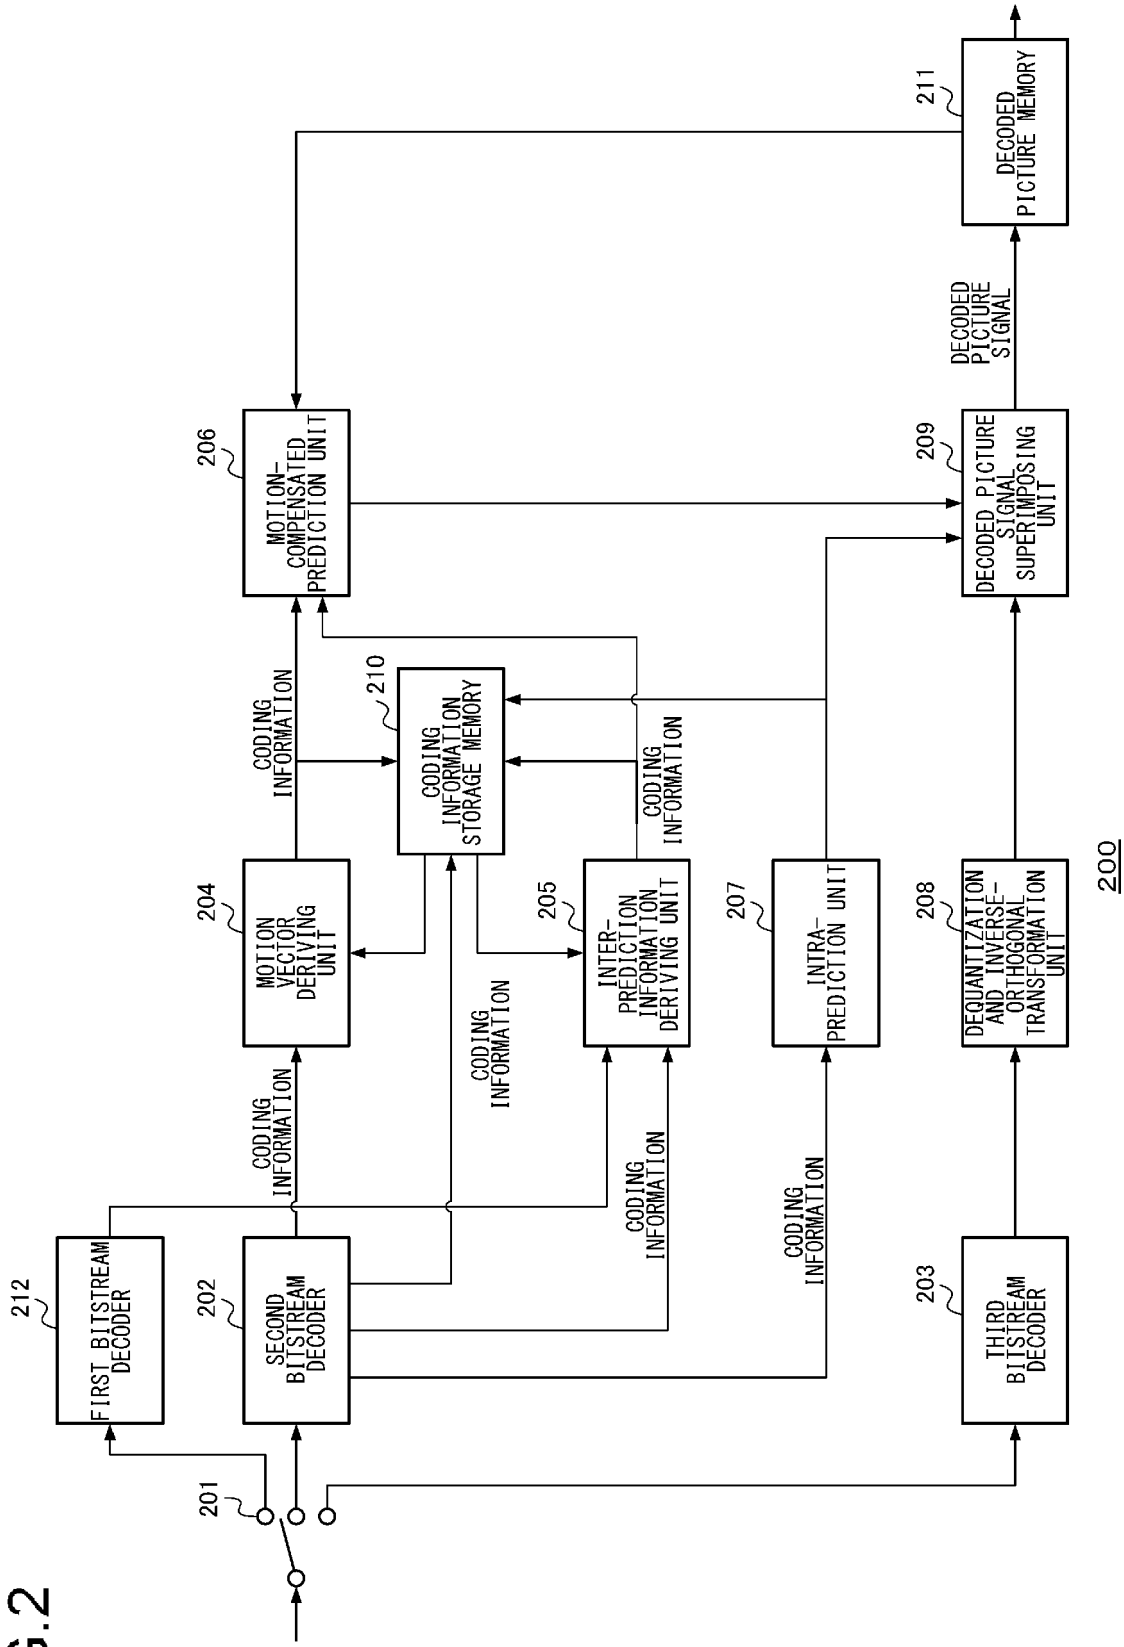 FIG.2
212
FIRST BITSTREAM
DECODER
201
202
SECOND
BITSTREAM
DECODER
CODING
INFORMATION
204
MOTION
VECTOR
DERIVING
UNIT
CODING
INFORMATION
206
MOTION-
COMPENSATED
PREDICTION UNIT
210
CODING
INFORMATION
STORAGE MEMORY
CODING
INFORMATION
205
INTER-
PREDICTION
INFORMATION
DERIVING UNIT
CODING
INFORMATION
CODING
INFORMATION
207
INTRA-
PREDICTION UNIT
CODING
INFORMATION
203
THIRD
BITSTREAM
DECODER
208
DEQUANTIZATION
AND INVERSE-
ORTHOGONAL
TRANSFORMATION
UNIT
209
DECODED PICTURE
SIGNAL
SUPERIMPOSING
UNIT
DECODED
PICTURE
SIGNAL
211
DECODED
PICTURE MEMORY
200